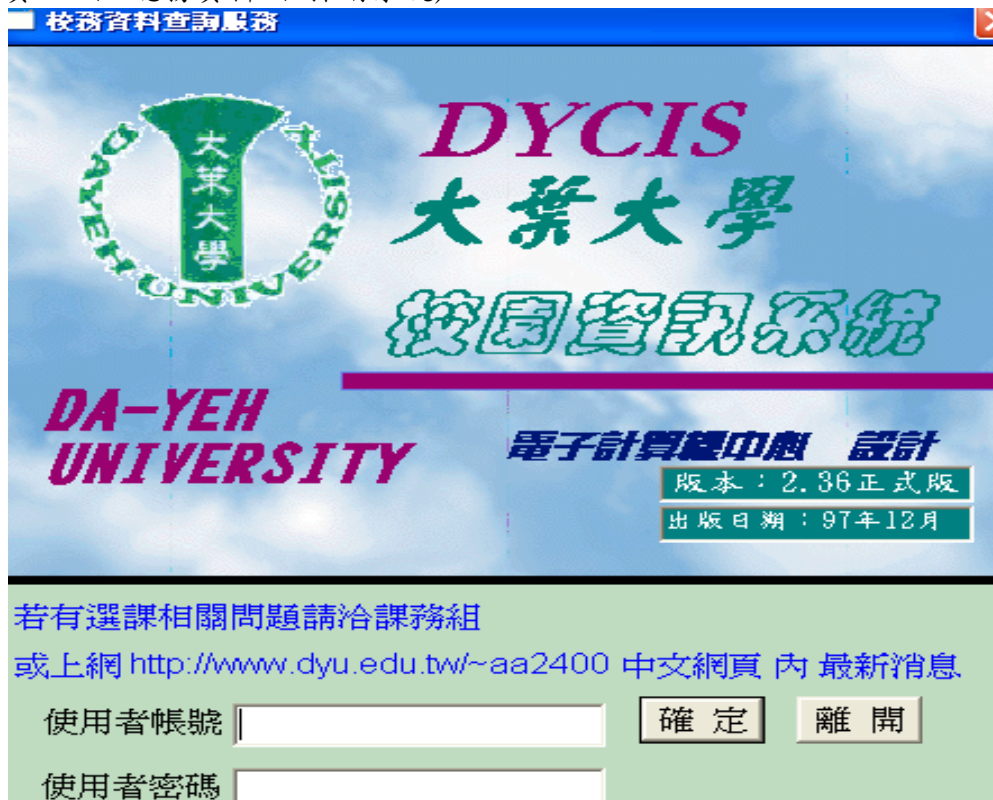 校務資料查詢服務
DAYEH UNIVERSITY
大葉大學
DYCIS
大葉大學
校園資訊系統
DA-YEH
UNIVERSITY
電子計算機中心 設計
版本：2.36正式版
出版日期：97年12月
若有選課相關問題請洽課務組
或上網 http://www.dyu.edu.tw/~aa2400 中文網頁 內 最新消息
使用者帳號
確 定
離 開
使用者密碼